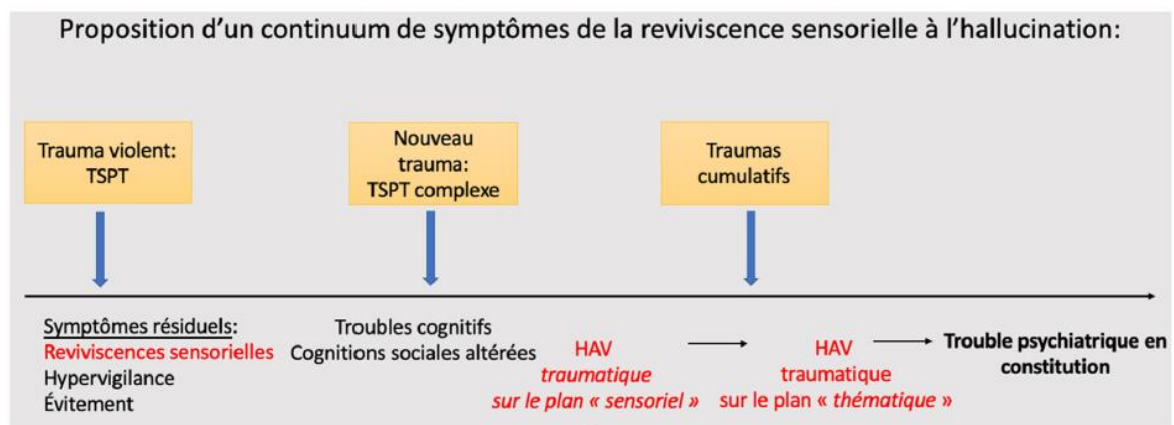 Proposition d'un continuum de symptômes de la reviviscence sensorielle à l'hallucination:
Trauma violent:
TSPT
Nouveau
trauma:
TSPT complexe
Traumas
cumulatifs
Symptômes résiduels:
Reviviscences sensorielles
Hypervigilance
Évitement
Troubles cognitifs
Cognitions sociales altérées
HAV
traumatique
sur le plan « sensoriel »
HAV
traumatique
sur le plan « thématique »
Trouble psychiatrique en
constitution